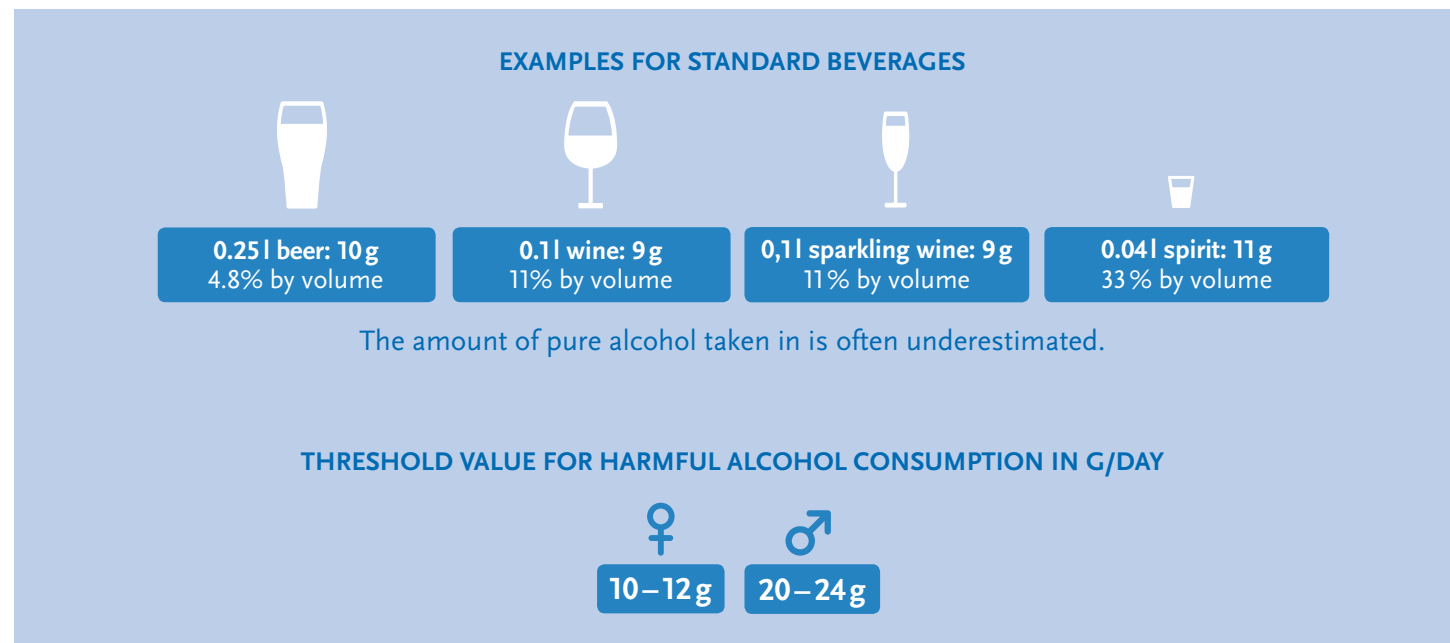 EXAMPLES FOR STANDARD BEVERAGES
0.25 l beer: 10 g
4.8% by volume
0.1 l wine: 9 g
11% by volume
0,1 l sparkling wine: 9 g
11 % by volume
0.04 l spirit: 11 g
33 % by volume
The amount of pure alcohol taken in is often underestimated.
THRESHOLD VALUE FOR HARMFUL ALCOHOL CONSUMPTION IN G/DAY
♀ ♂
10 – 12 g
20 – 24 g